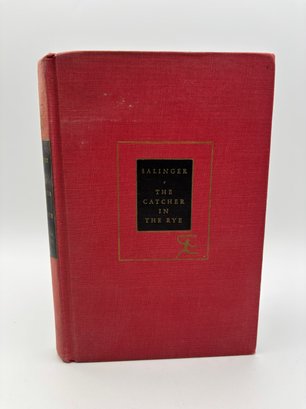 SALINGER
•
THE
CATCHER
IN
THE RYE